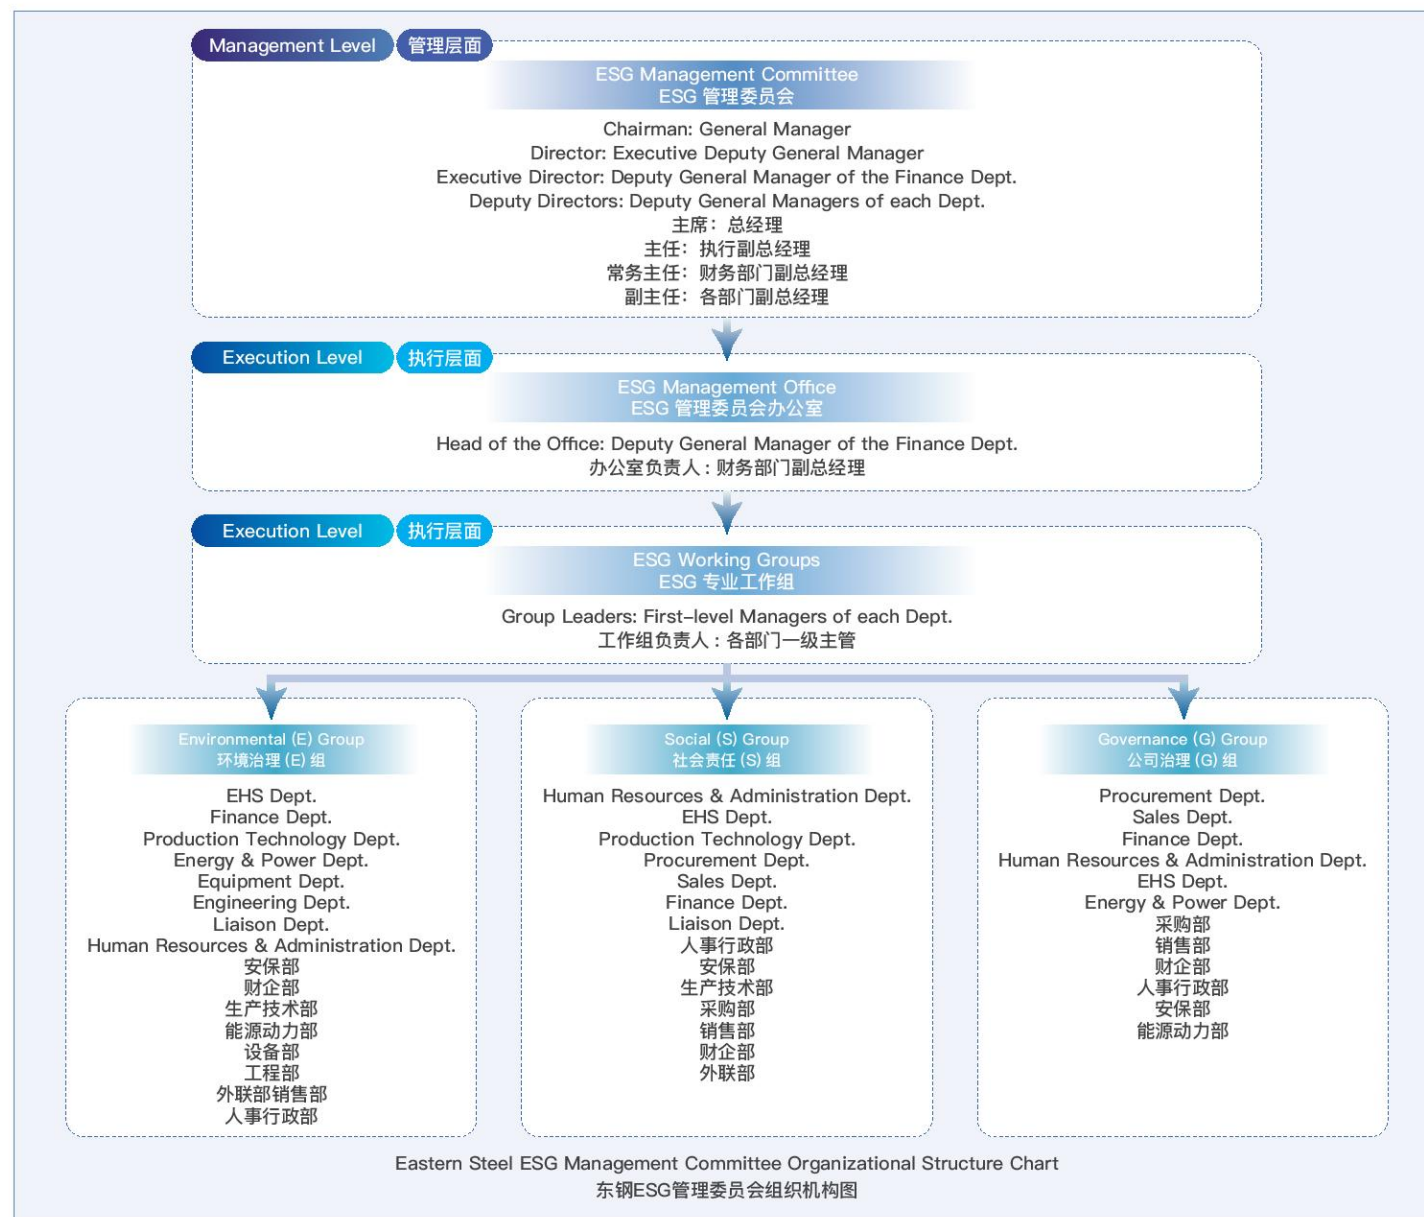 Management Level 管理层面
ESG Management Committee
ESG 管理委员会
Chairman: General Manager
Director: Executive Deputy General Manager
Executive Director: Deputy General Manager of the Finance Dept.
Deputy Directors: Deputy General Managers of each Dept.
主席：总经理
主任：执行副总经理
常务主任：财务部门副总经理
副主任：各部门副总经理
Execution Level 执行层面
ESG Management Office
ESG 管理委员会办公室
Head of the Office: Deputy General Manager of the Finance Dept.
办公室负责人 : 财务部门副总经理
Execution Level 执行层面
ESG Working Groups
ESG 专业工作组
Group Leaders: First-level Managers of each Dept.
工作组负责人 : 各部门一级主管
Environmental (E) Group
环境治理 (E) 组
EHS Dept.
Finance Dept.
Production Technology Dept.
Energy & Power Dept.
Equipment Dept.
Engineering Dept.
Liaison Dept.
Human Resources & Administration Dept.
安保部
财企部
生产技术部
能源动力部
设备部
工程部
外联部销售部
人事行政部
Social (S) Group
社会责任 (S) 组
Human Resources & Administration Dept.
EHS Dept.
Production Technology Dept.
Procurement Dept.
Sales Dept.
Finance Dept.
Liaison Dept.
人事行政部
安保部
生产技术部
采购部
销售部
财企部
外联部
Governance (G) Group
公司治理 (G) 组
Procurement Dept.
Sales Dept.
Finance Dept.
Human Resources & Administration Dept.
EHS Dept.
Energy & Power Dept.
采购部
销售部
财企部
人事行政部
安保部
能源动力部
Eastern Steel ESG Management Committee Organizational Structure Chart
东钢ESG管理委员会组织机构图